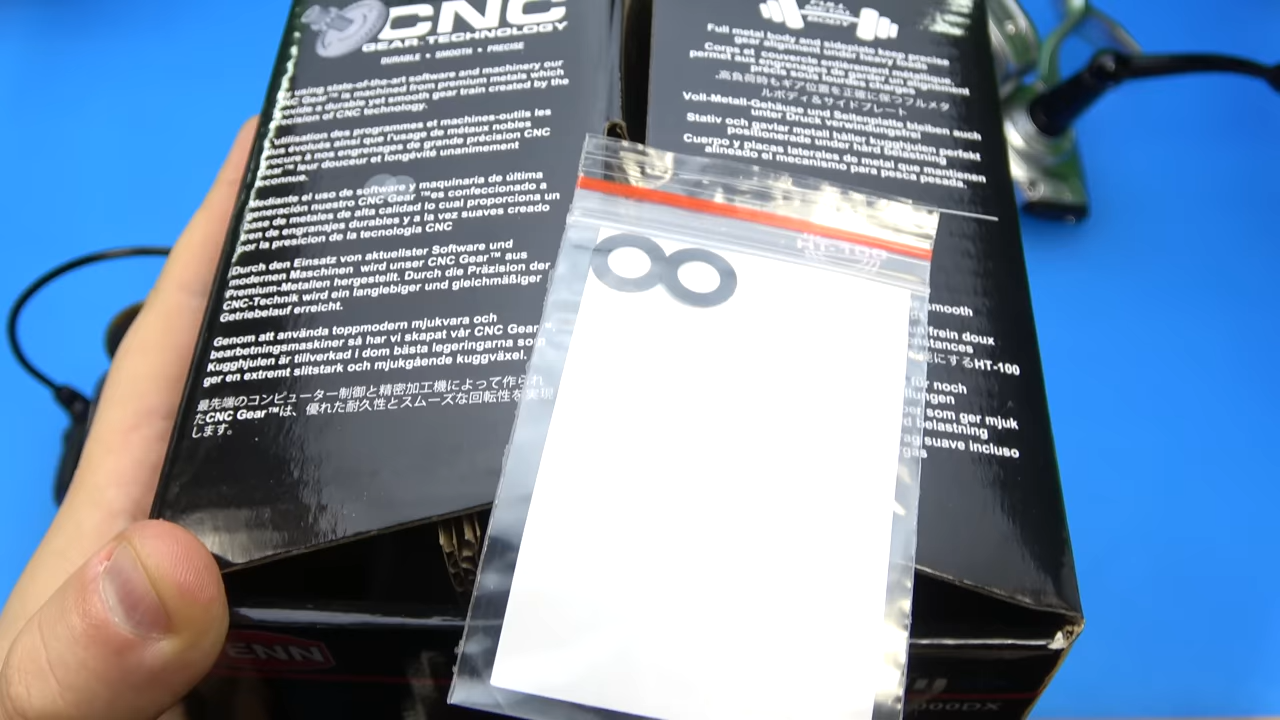 CNC
GEAR TECHNOLOGY
DURABLE • SMOOTH • PRECISE
using state-of-the-art software and machinery our
CNC Gear™ is machined from premium metals which
provide a durable yet smooth gear train created by the
precision of CNC technology.
L'utilisation des programmes et machines-outils les
plus évolués ainsi que l'usage de métaux nobles
procure à nos engrenages de grande précision CNC
Gear™ leur douceur et longévité unanimement
reconnue.
Mediante el uso de software y maquinaria de última
generación nuestro CNC Gear ™es confeccionado a
base de metales de alta calidad lo cual proporciona un
tren de engranajes durables y a la vez suaves creado
por la presicion de la tecnologia CNC
Durch den Einsatz von aktuellster Software und
modernen Maschinen wird unser CNC Gear™ aus
Premium-Metallen hergestellt. Durch die Präzision der
CNC-Technik wird ein langlebiger und gleichmäßiger
Getriebelauf erreicht.
Genom att använda toppmodern mjukvara och
bearbetningsmaskiner så har vi skapat vår CNC Gear™.
Kugghjulen är tillverkad i dom bästa legeringarna som
ger en extremt slitstark och mjukgående kuggväxel.
最先端のコンピューター制御と精密加工機によって作られ
たCNC Gear™は、優れた耐久性とスムーズな回転性を実現
します。
FULL
METAL
BODY
Full metal body and sideplate keep precise
gear alignment under heavy loads
Corps et couvercle entièrement métallique,
permet aux engrenages de garder un alignement
précis sous lourdes charges
高負荷時もギア位置を正確に保つフルメタ
ルボディ＆サイドプレート
Voll-Metall-Gehäuse und Seitenplatte bleiben auch
unter Druck verwindungsfrei
Stativ och gavlar metall håller kugghjulen perfekt
positionerade under hård belastning
Cuerpo y placas laterales de metal que mantienen
alineado el mecanismo para pesca pesada.
HT-100
smooth
frein doux
にするHT-100
für noch
som ger mjuk
belastning
suave incluso
PENN
000DX